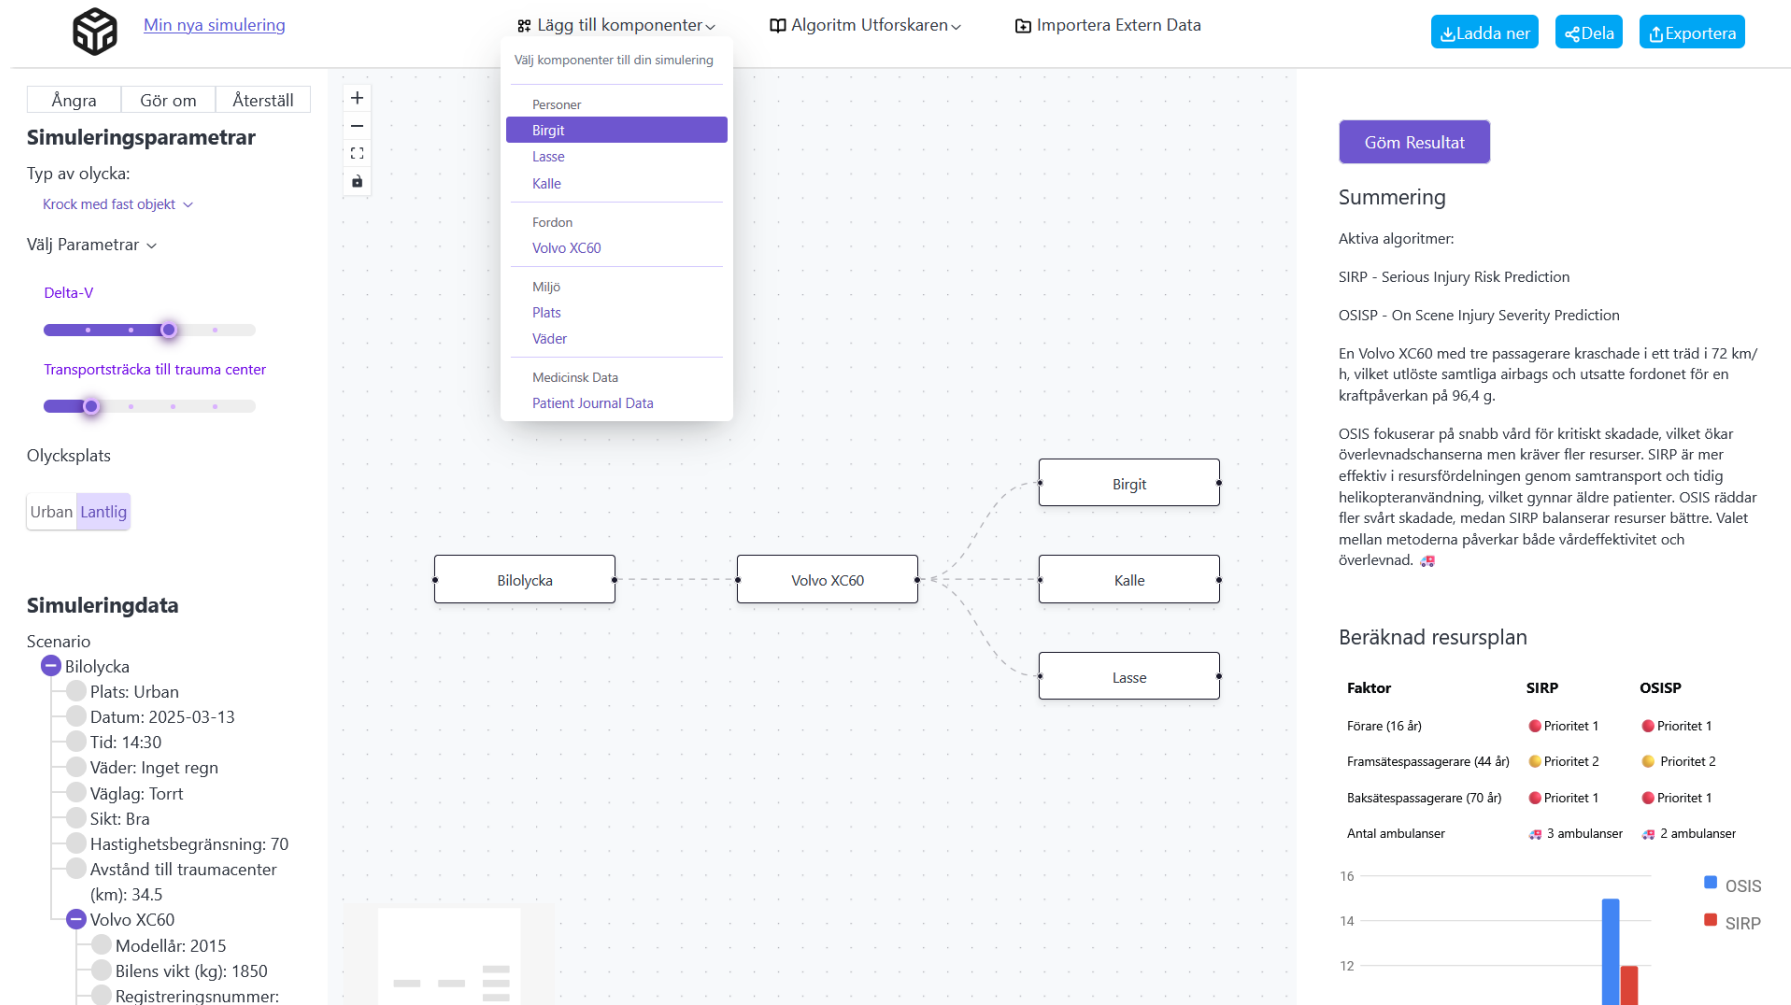 Min nya simulering
Lägg till komponenter
Algoritm Utforskaren
Importera Extern Data
Ladda ner
Dela
Exportera
Ångra
Gör om
Återställ
Simuleringsparametrar
Typ av olycka:
Krock med fast objekt
Välj Parametrar
Delta-V
Transportsträcka till trauma center
Olycksplats
Urban
Lantlig
Simuleringdata
Scenario
Bilolycka
Plats: Urban
Datum: 2025-03-13
Tid: 14:30
Väder: Inget regn
Väglag: Torrt
Sikt: Bra
Hastighetsbegränsning: 70
Avstånd till traumacenter
(km): 34.5
Volvo XC60
Modellår: 2015
Bilens vikt (kg): 1850
Registreringsnummer:
Välj komponenter till din simulering
Personer
Birgit
Lasse
Kalle
Fordon
Volvo XC60
Miljö
Plats
Väder
Medicinsk Data
Patient Journal Data
Bilolycka
Volvo XC60
Birgit
Kalle
Lasse
Göm Resultat
Summering
Aktiva algoritmer:
SIRP - Serious Injury Risk Prediction
OSISP - On Scene Injury Severity Prediction
En Volvo XC60 med tre passagerare kraschade i ett träd i 72 km/
h, vilket utlöste samtliga airbags och utsatte fordonet för en
kraftpåverkan på 96,4 g.
OSIS fokuserar på snabb vård för kritiskt skadade, vilket ökar
överlevnadschanserna men kräver fler resurser. SIRP är mer
effektiv i resursfördelningen genom samtransport och tidig
helikopteranvändning, vilket gynnar äldre patienter. OSIS räddar
fler svårt skadade, medan SIRP balanserar resurser bättre. Valet
mellan metoderna påverkar både vårdeffektivitet och
överlevnad. 🚑
Beräknad resursplan
Faktor SIRP OSISP
Förare (16 år) Prioritet 1 Prioritet 1
Framsätespassagerare (44 år) Prioritet 2 Prioritet 2
Baksätespassagerare (70 år) Prioritet 1 Prioritet 1
Antal ambulanser 3 ambulanser 2 ambulanser
16
14
12
OSIS
SIRP